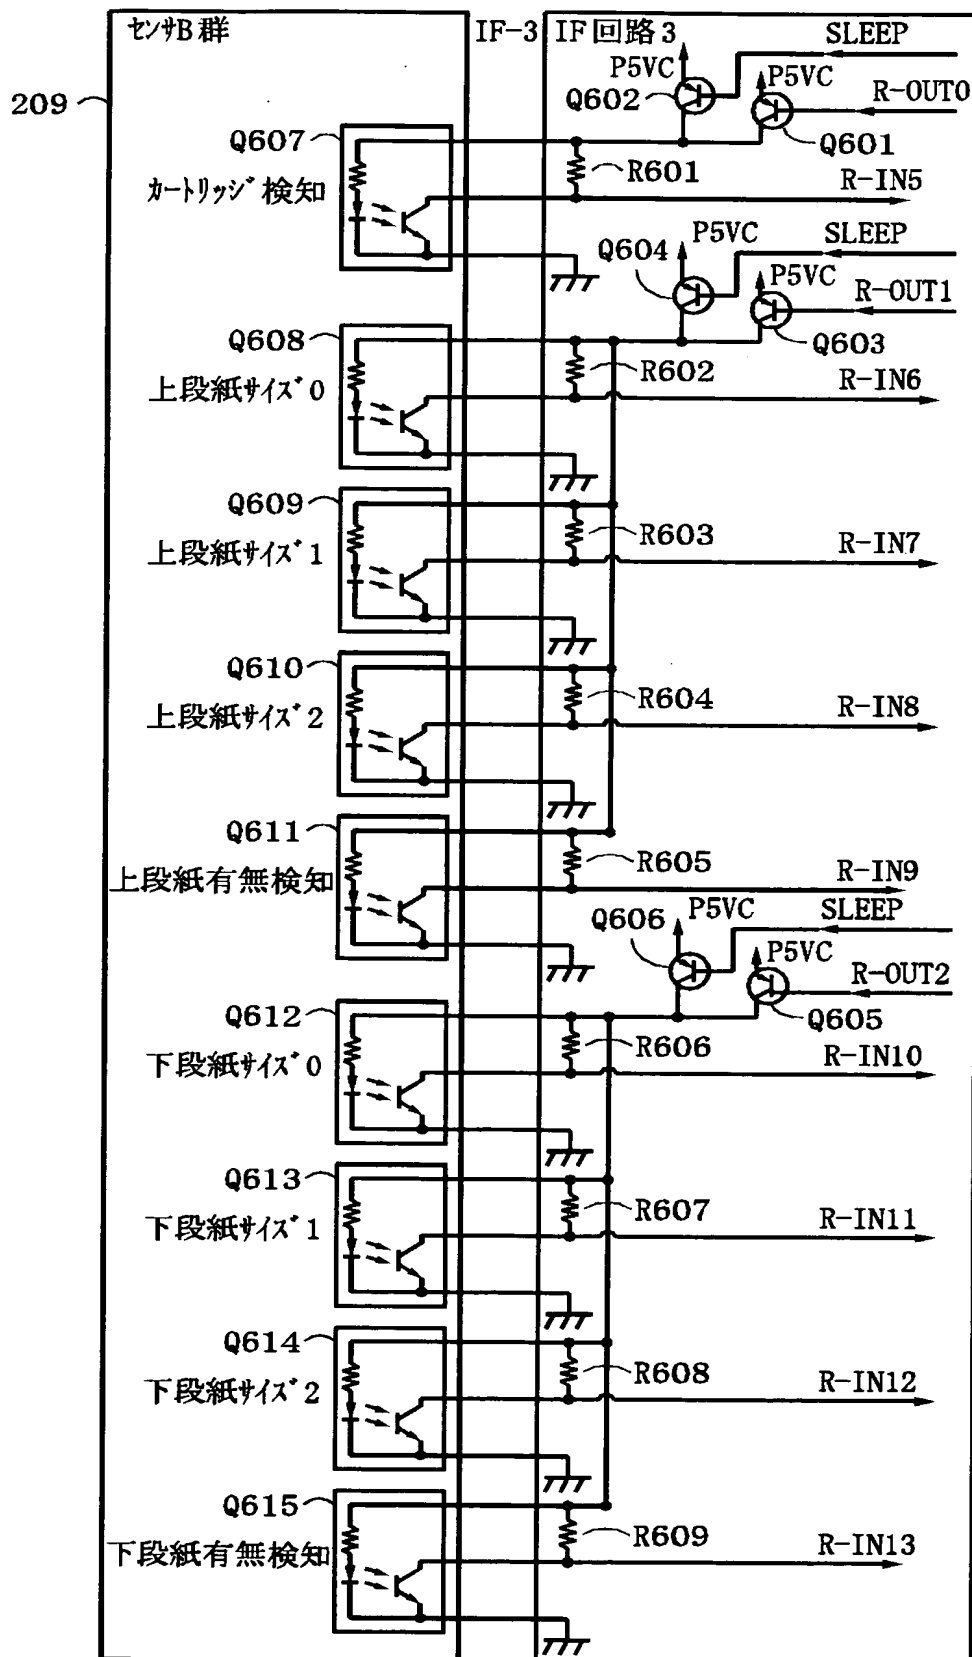 センサB群
IF-3
IF回路3
SLEEP
P5VC
P5VC
209
Q602
R-OUT0
Q607
Q601
カートリッジ検知
R601
R-IN5
P5VC
SLEEP
Q604
P5VC
R-OUT1
Q608
Q603
上段紙サイズ0
R602
R-IN6
Q609
上段紙サイズ1
R603
R-IN7
Q610
上段紙サイズ2
R604
R-IN8
Q611
上段紙有無検知
R605
R-IN9
P5VC
SLEEP
Q606
P5VC
R-OUT2
Q612
Q605
下段紙サイズ0
R606
R-IN10
Q613
下段紙サイズ1
R607
R-IN11
Q614
下段紙サイズ2
R608
R-IN12
Q615
下段紙有無検知
R609
R-IN13